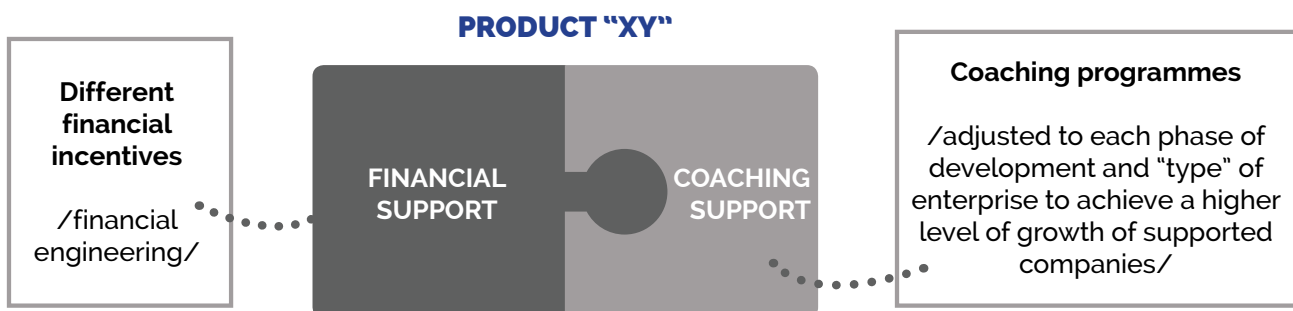 PRODUCT “XY”
Different
financial
incentives
/financial
engineering/
FINANCIAL
SUPPORT
COACHING
SUPPORT
Coaching programmes
/adjusted to each phase of
development and “type” of
enterprise to achieve a higher
level of growth of supported
companies/